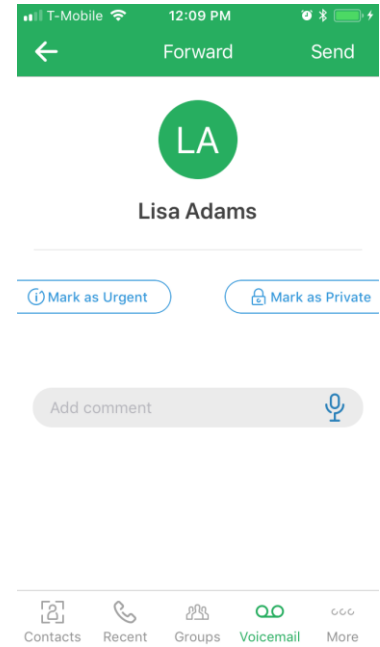 T-Mobile 12:09 PM
Forward Send
LA
Lisa Adams
Mark as Urgent Mark as Private
Add comment
Contacts Recent Groups Voicemail More